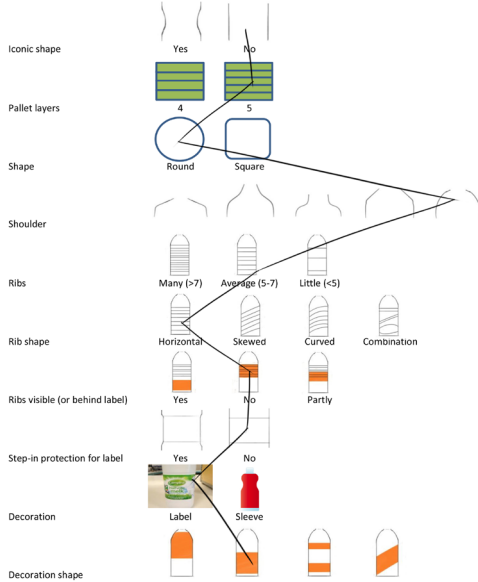 Iconic shape Yes No
Pallet layers 4 5
Shape Round Square
Shoulder
Ribs Many (>7) Average (5-7) Little (<5)
Rib shape Horizontal Skewed Curved Combination
Ribs visible (or behind label) Yes No Partly
Step-in protection for label Yes No
Decoration Label Sleeve
Decoration shape